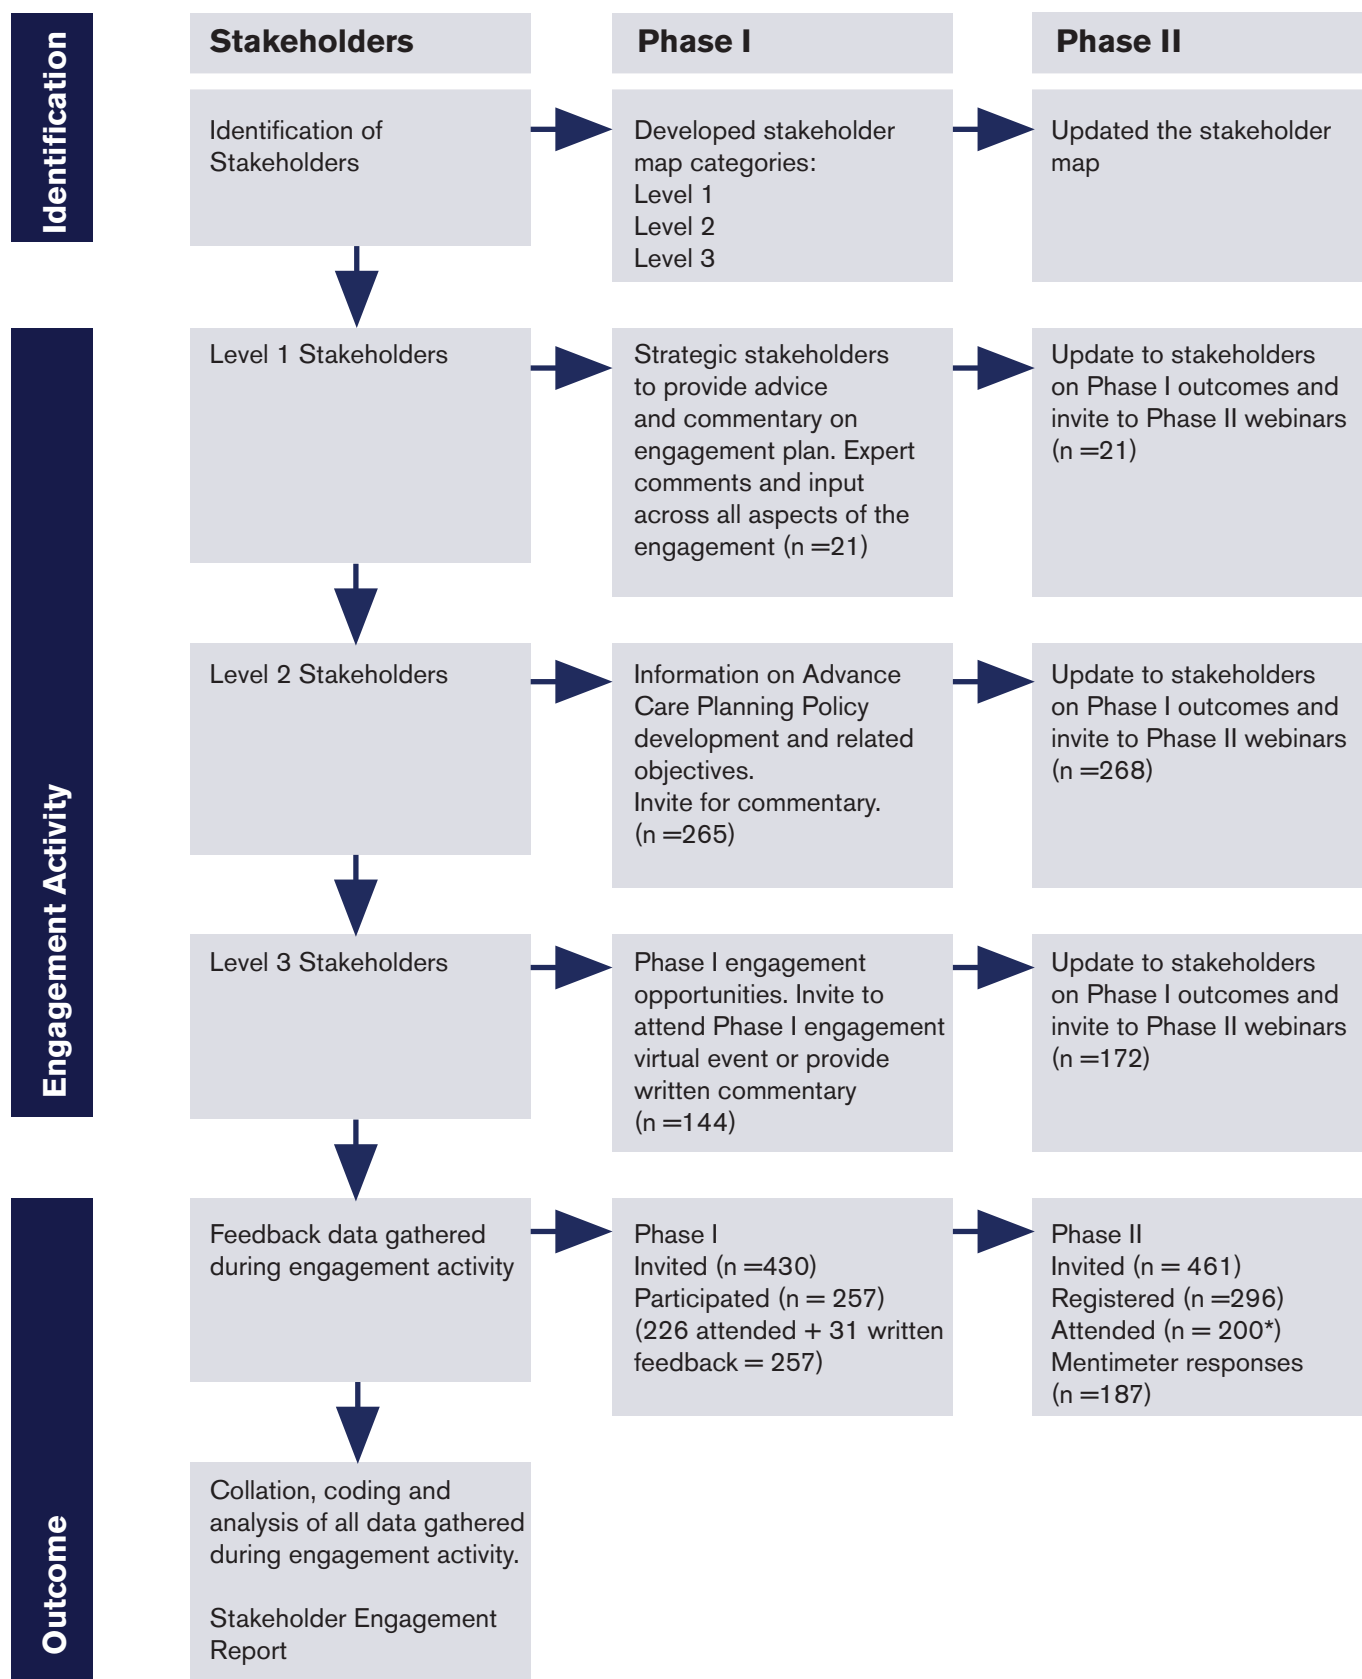 Identification
Stakeholders
Phase I
Phase II
Identification of
Stakeholders
Developed stakeholder
map categories:
Level 1
Level 2
Level 3
Updated the stakeholder
map
Engagement Activity
Level 1 Stakeholders
Strategic stakeholders
to provide advice
and commentary on
engagement plan. Expert
comments and input
across all aspects of the
engagement (n =21)
Update to stakeholders
on Phase I outcomes and
invite to Phase II webinars
(n =21)
Level 2 Stakeholders
Information on Advance
Care Planning Policy
development and related
objectives.
Invite for commentary.
(n =265)
Update to stakeholders
on Phase I outcomes and
invite to Phase II webinars
(n =268)
Level 3 Stakeholders
Phase I engagement
opportunities. Invite to
attend Phase I engagement
virtual event or provide
written commentary
(n =144)
Update to stakeholders
on Phase I outcomes and
invite to Phase II webinars
(n =172)
Outcome
Feedback data gathered
during engagement activity
Phase I
Invited (n =430)
Participated (n = 257)
(226 attended + 31 written
feedback = 257)
Phase II
Invited (n = 461)
Registered (n =296)
Attended (n = 200*)
Mentimeter responses
(n =187)
Collation, coding and
analysis of all data gathered
during engagement activity.
Stakeholder Engagement
Report